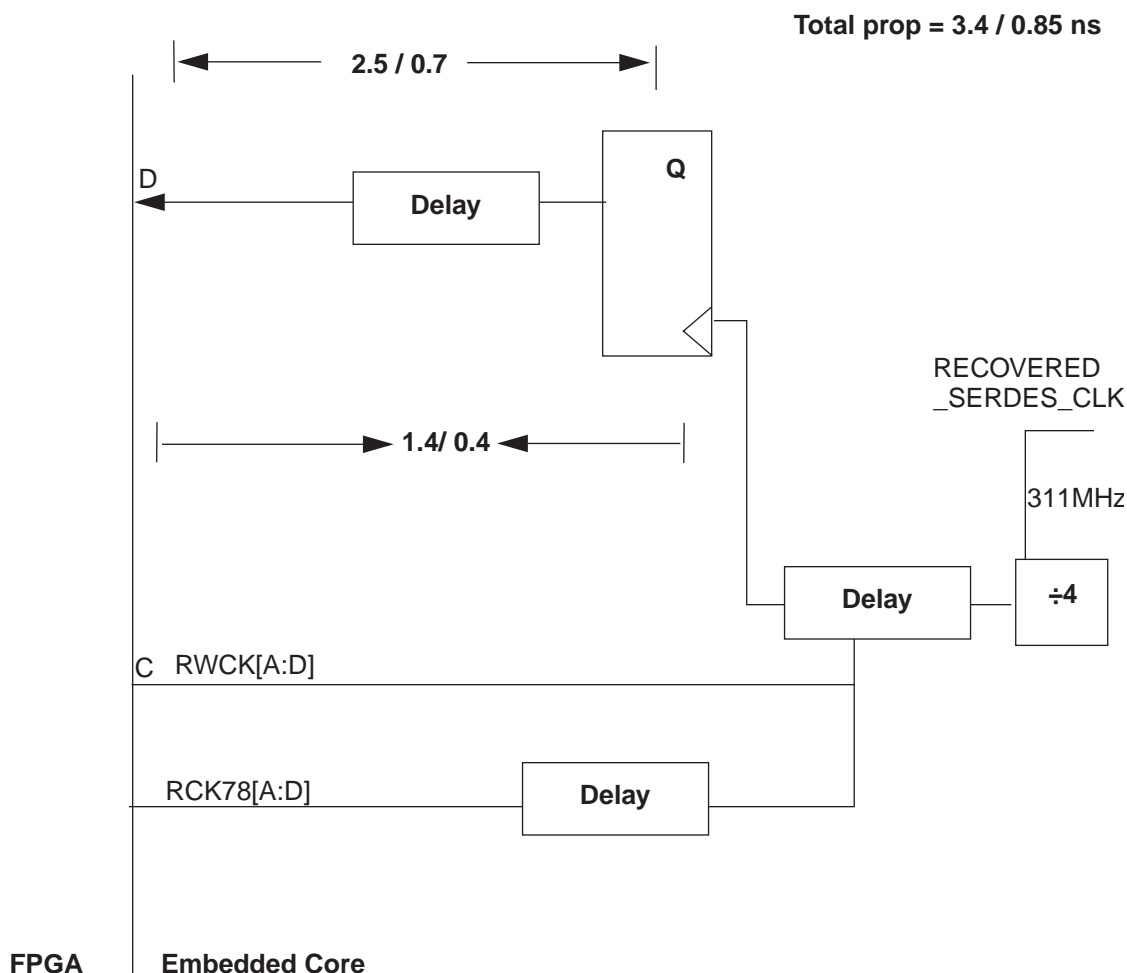 Total prop = 3.4 / 0.85 ns
2.5 / 0.7
Q
D
Delay
RECOVERED
_SERDES_CLK
1.4/ 0.4
311MHz
Delay
÷4
C RWCK[A:D]
RCK78[A:D]
Delay
FPGA Embedded Core